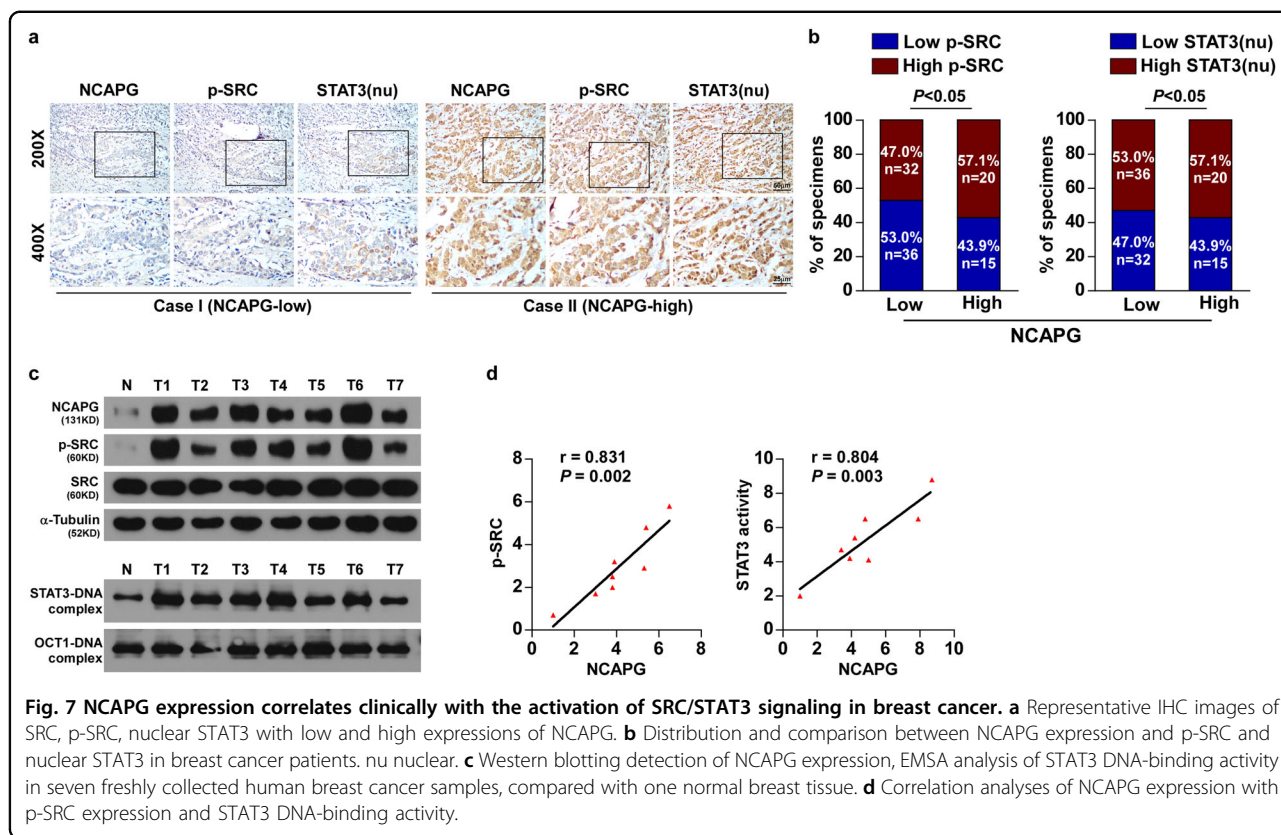 a
NCAPG p-SRC STAT3(nu) NCAPG p-SRC STAT3(nu)
200X
50μm
400X
25μm
Case I (NCAPG-low) Case II (NCAPG-high)
b
Low p-SRC Low STAT3(nu)
High p-SRC High STAT3(nu)
P<0.05 P<0.05
% of specimens
100
80
60
40
20
0
47.0%
n=32
53.0%
n=36
57.1%
n=20
43.9%
n=15
Low High
% of specimens
100
80
60
40
20
0
53.0%
n=36
47.0%
n=32
57.1%
n=20
43.9%
n=15
Low High
NCAPG
c
N T1 T2 T3 T4 T5 T6 T7
NCAPG
(131KD)
p-SRC
(60KD)
SRC
(60KD)
α-Tubulin
(52KD)
N T1 T2 T3 T4 T5 T6 T7
STAT3-DNA
complex
OCT1-DNA
complex
d
r = 0.831
P = 0.002
p-SRC
8
6
4
2
0
0 2 4 6 8
NCAPG
r = 0.804
P = 0.003
STAT3 activity
10
8
6
4
2
0
0 2 4 6 8 10
NCAPG
Fig. 7 NCAPG expression correlates clinically with the activation of SRC/STAT3 signaling in breast cancer. a Representative IHC images of
SRC, p-SRC, nuclear STAT3 with low and high expressions of NCAPG. b Distribution and comparison between NCAPG expression and p-SRC and
nuclear STAT3 in breast cancer patients. nu nuclear. c Western blotting detection of NCAPG expression, EMSA analysis of STAT3 DNA-binding activity
in seven freshly collected human breast cancer samples, compared with one normal breast tissue. d Correlation analyses of NCAPG expression with
p-SRC expression and STAT3 DNA-binding activity.